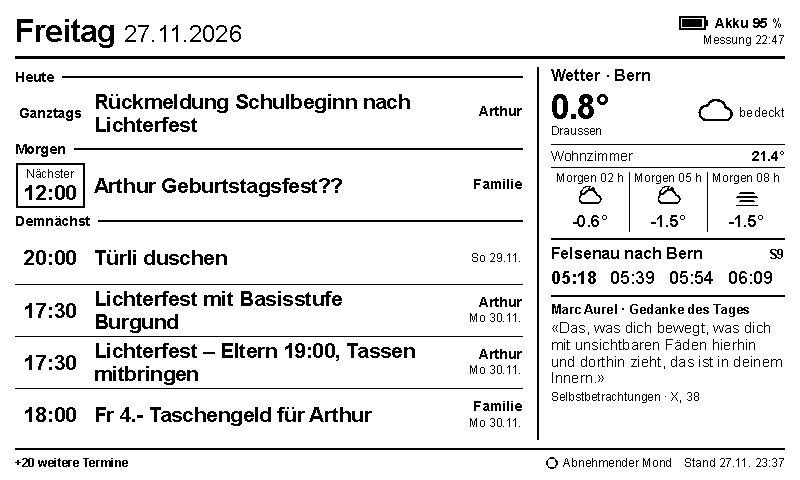 Freitag 27.11.2026
Akku 95 %
Messung 22:47
Heute
Ganztags Rückmeldung Schulbeginn nach Lichterfest Arthur
Morgen
Nächster
12:00 Arthur Geburtstagsfest?? Familie
Demnächst
20:00 Türli duschen So 29.11.
17:30 Lichterfest mit Basisstufe Burgund Arthur
Mo 30.11.
17:30 Lichterfest – Eltern 19:00, Tassen mitbringen Arthur
Mo 30.11.
18:00 Fr 4.- Taschengeld für Arthur Familie
Mo 30.11.
Wetter · Bern
0.8° bedeckt
Draussen
Wohnzimmer 21.4°
Morgen 02 h Morgen 05 h Morgen 08 h
-0.6° -1.5° -1.5°
Felsenau nach Bern S9
05:18 05:39 05:54 06:09
Marc Aurel · Gedanke des Tages
«Das, was dich bewegt, was dich
mit unsichtbaren Fäden hierhin
und dorthin zieht, das ist in deinem
Innern.»
Selbstbetrachtungen · X, 38
+20 weitere Termine
Abnehmender Mond Stand 27.11. 23:37